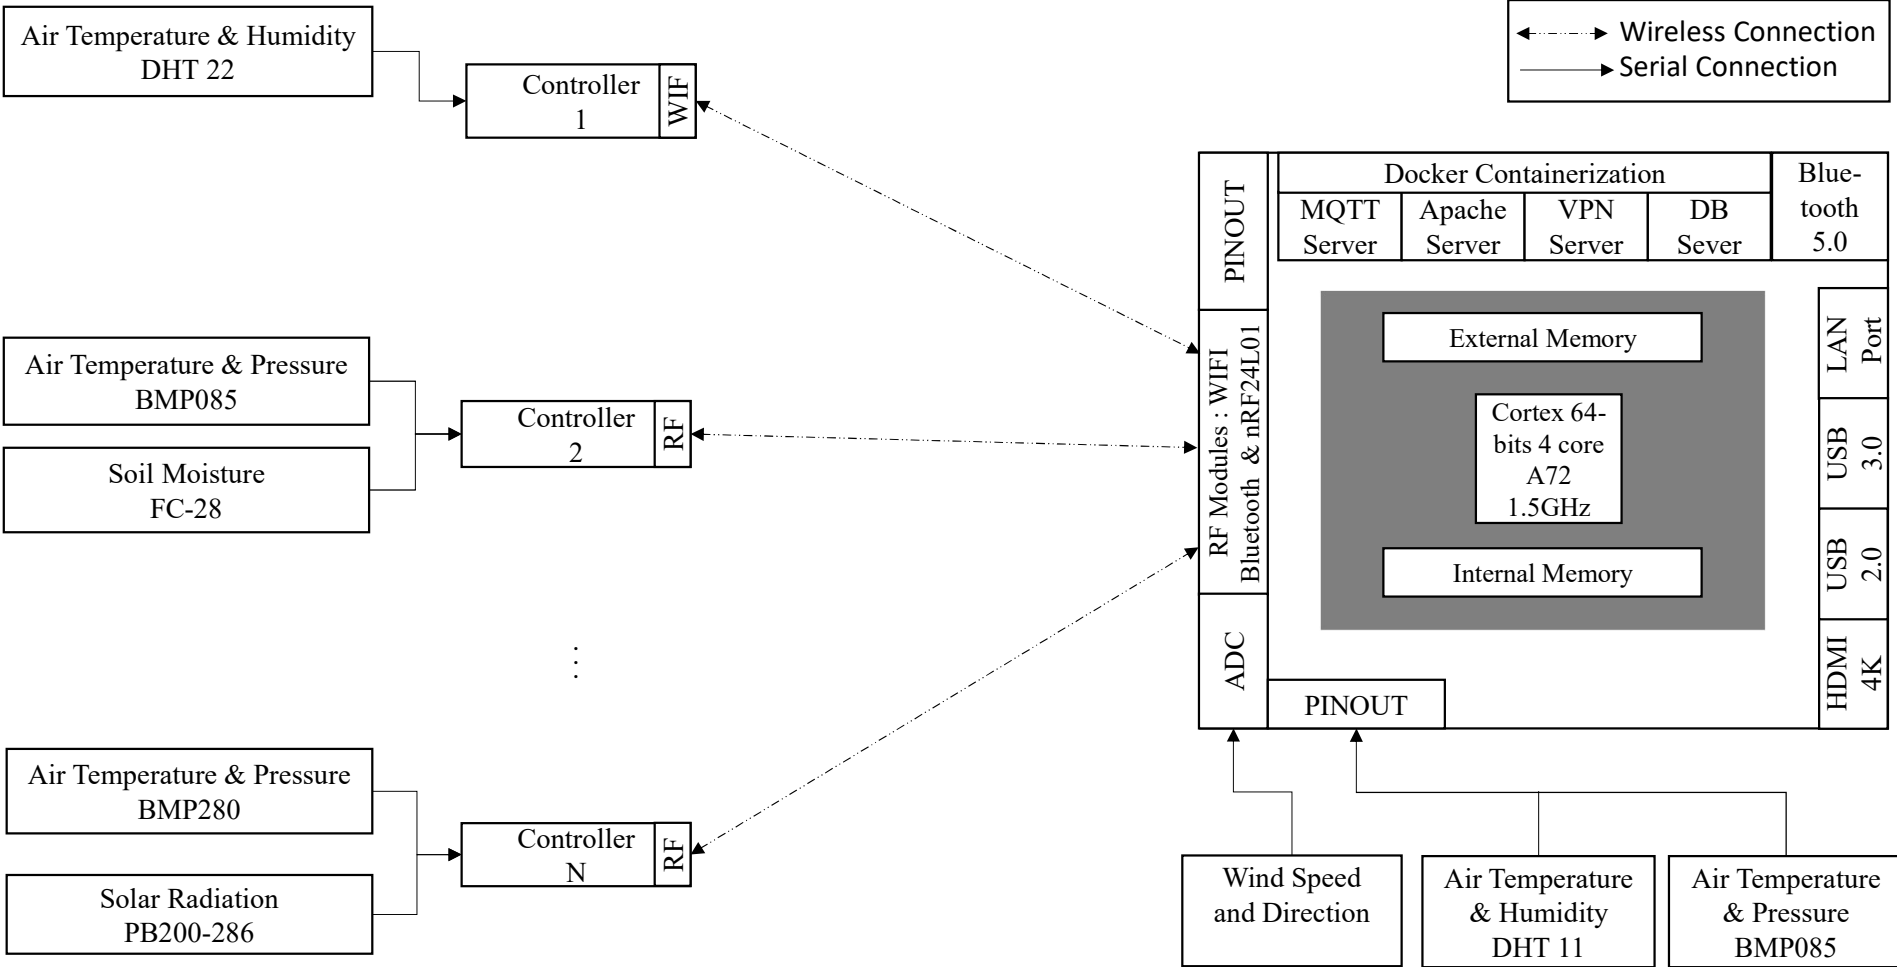 Air Temperature & Humidity
DHT 22
Controller
1
WIF
Wireless Connection
Serial Connection
Air Temperature & Pressure
BMP085
Soil Moisture
FC-28
Controller
2
RF
⋮
Air Temperature & Pressure
BMP280
Solar Radiation
PB200-286
Controller
N
RF
PINOUT
RF Modules : WIFI
Bluetooth & nRF24L01
ADC
PINOUT
Docker Containerization
MQTT
Server
Apache
Server
VPN
Server
DB
Sever
Blue-
tooth
5.0
External Memory
Cortex 64-
bits 4 core
A72
1.5GHz
Internal Memory
LAN
Port
USB
3.0
USB
2.0
HDMI
4K
Wind Speed
and Direction
Air Temperature
& Humidity
DHT 11
Air Temperature
& Pressure
BMP085